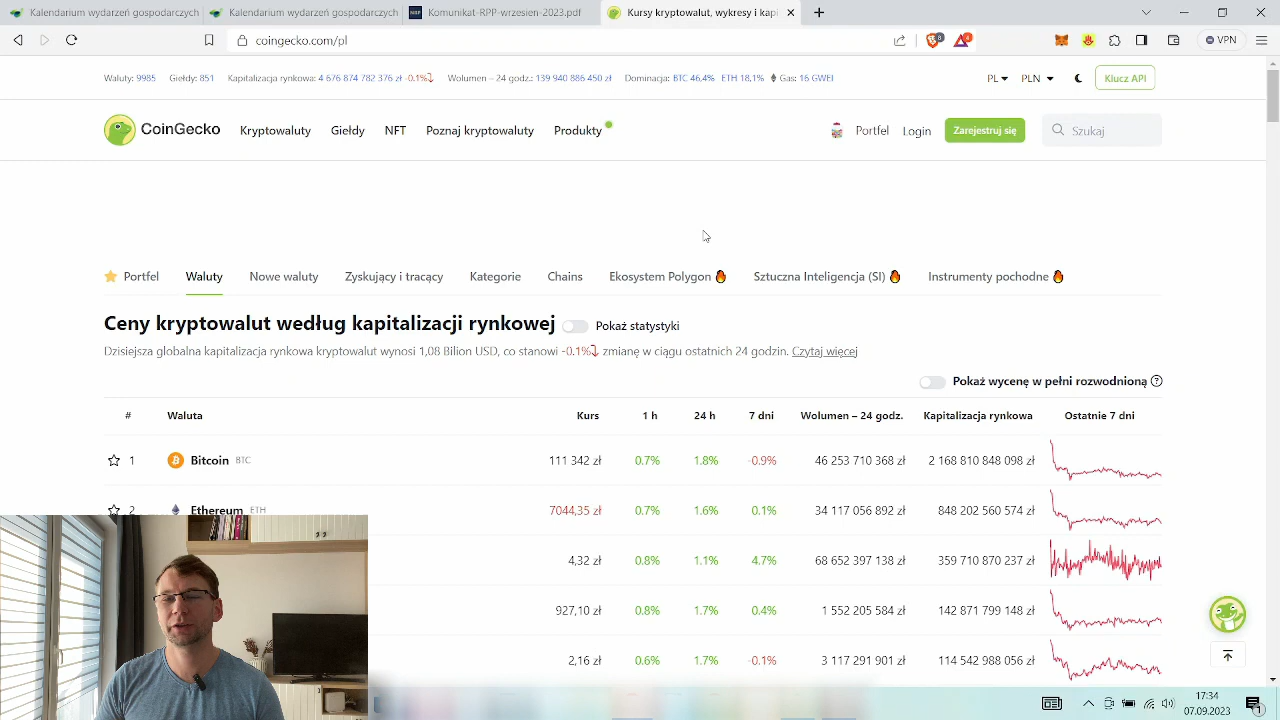 Kalendarium wydarzeń gospodarczych
Kalendarium wydarzeń gospodarczych
NBP
Komunikat-RPP-wrzesien-2023.pdf
Kursy kryptowalut, wykresy i kapi
coingecko.com/pl
8
4
VPN
Waluty: 9985 Giełdy: 851 Kapitalizacja rynkowa: 4 676 874 782 376 zł -0.1% Wolumen – 24 godz.: 139 940 886 450 zł Dominacja: BTC 46,4% ETH 18,1% Gas: 16 GWEI
PL PLN Klucz API
CoinGecko Kryptowaluty Giełdy NFT Poznaj kryptowaluty Produkty
Portfel Login Zarejestruj się Szukaj
Portfel Waluty Nowe waluty Zyskujący i tracący Kategorie Chains Ekosystem Polygon Sztuczna Inteligencja (SI) Instrumenty pochodne
Ceny kryptowalut według kapitalizacji rynkowej Pokaż statystyki
Dzisiejsza globalna kapitalizacja rynkowa kryptowalut wynosi 1,08 Bilion USD, co stanowi -0.1% zmianę w ciągu ostatnich 24 godzin. Czytaj więcej
Pokaż wycenę w pełni rozwodnioną ?
# Waluta Kurs 1 h 24 h 7 dni Wolumen – 24 godz. Kapitalizacja rynkowa Ostatnie 7 dni
1 Bitcoin BTC 111 342 zł 0.7% 1.8% -0.9% 46 253 710 368 zł 2 168 810 848 098 zł
2 Ethereum ETH 7044,35 zł 0.7% 1.6% 0.1% 34 117 056 892 zł 848 202 560 574 zł
4,32 zł 0.8% 1.1% 4.7% 68 652 397 138 zł 359 710 870 237 zł
927,10 zł 0.8% 1.7% 0.4% 1 552 205 584 zł 142 871 799 148 zł
2,16 zł 0.6% 1.7% -0.1% 3 117 291 901 zł 114 542 988 056 zł
17:34
07.09.2023
1